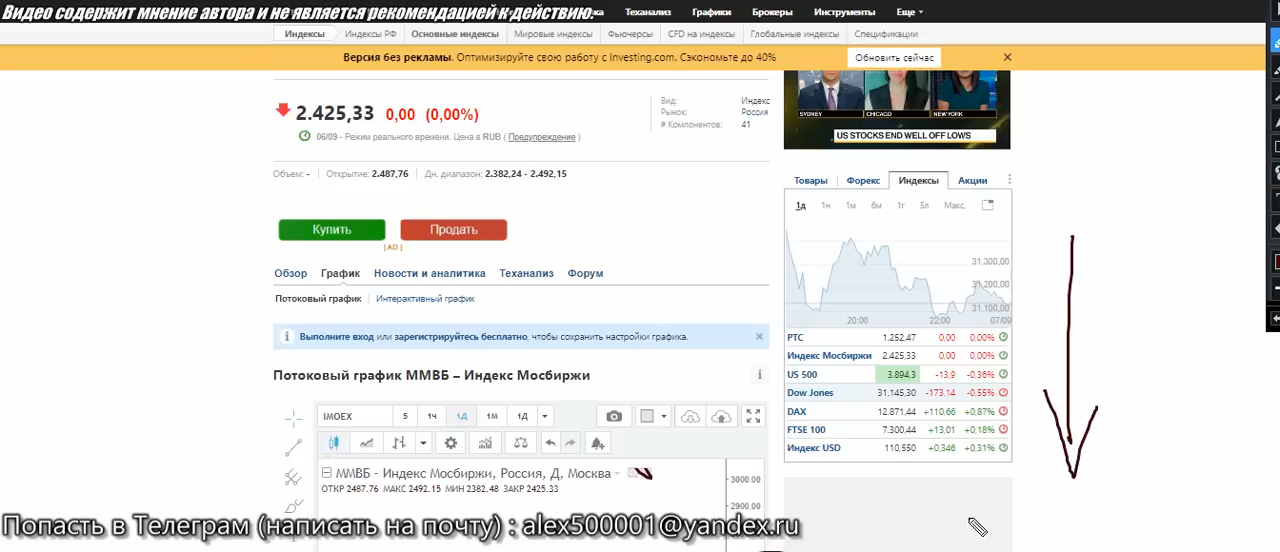 Видео содержит мнение автора и не является рекомендацией к действию.
Теханализ Графики Брокеры Инструменты Еще
Индексы Индексы РФ Основные индексы Мировые индексы Фьючерсы CFD на индексы Глобальные индексы Спецификации
Версия без рекламы. Оптимизируйте свою работу с Investing.com. Сэкономьте до 40% Обновить сейчас
2.425,33 0,00 (0,00%)
06/09 - Режим реального времени. Цена в RUB ( Предупреждение )
Вид: Индекс
Рынок: Россия
# Компонентов: 41
SYDNEY CHICAGO NEW YORK
US STOCKS END WELL OFF LOWS
Объем: - Открытие: 2.487,76 Дн. диапазон: 2.382,24 - 2.492,15
Купить Продать
[AD]
Обзор График Новости и аналитика Теханализ Форум
Потоковый график Интерактивный график
Выполните вход или зарегистрируйтесь бесплатно, чтобы сохранить настройки графика.
Потоковый график ММВБ – Индекс Мосбиржи
IMOEX 5 1ч 1Д 1М 1Д
ММВБ - Индекс Мосбиржи, Россия, Д, Москва
ОТКР 2487.76 МАКС 2492.15 МИН 2382.48 ЗАКР 2425.33
3000.00
2900.00
Товары Форекс Индексы Акции
1д 1н 1м 6м 1г 5л Макс.
31.300,00
31.200,00
31.100,00
20:00 22:00 07/09
РТС 1.252,47 0,00 0,00%
Индекс Мосбиржи 2.425,33 0,00 0,00%
US 500 3.894,3 -13,9 -0,36%
Dow Jones 31.145,30 -173,14 -0,55%
DAX 12.871,44 +110,66 +0,87%
FTSE 100 7.300,44 +13,01 +0,18%
Индекс USD 110,550 +0,346 +0,31%
Попасть в Телеграм (написать на почту) : alex500001@yandex.ru